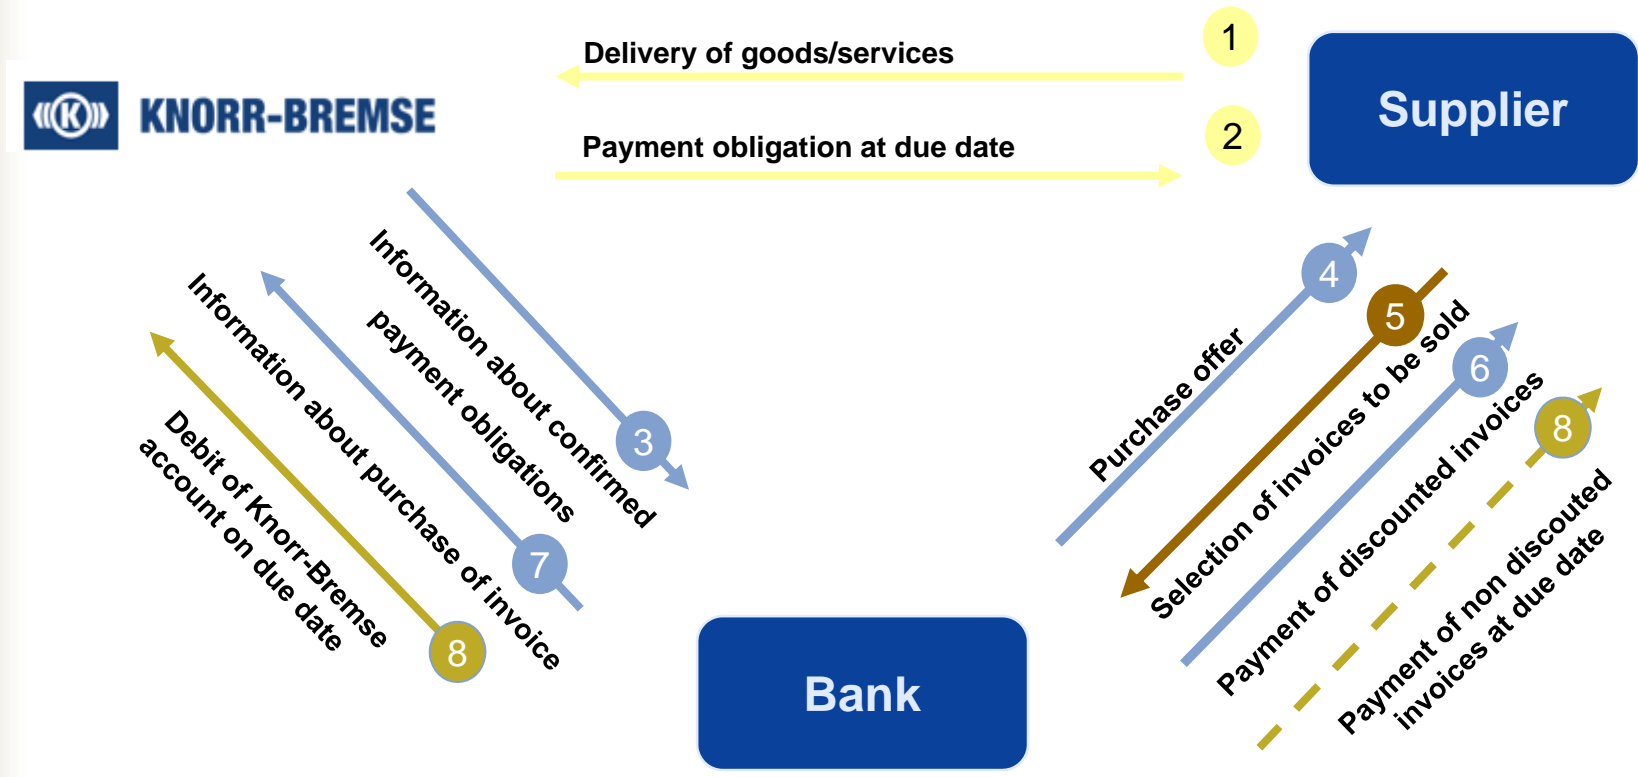 1
Delivery of goods/services
Supplier
((K)) KNORR-BREMSE
2
Payment obligation at due date
Information about confirmed
payment obligations
3
Information about purchase of invoice
7
Debit of Knorr-Bremse
account on due date
8
4
Purchase offer
5
Selection of invoices to be sold
6
Payment of discounted invoices
8
Payment of non discouted
invoices at due date
Bank